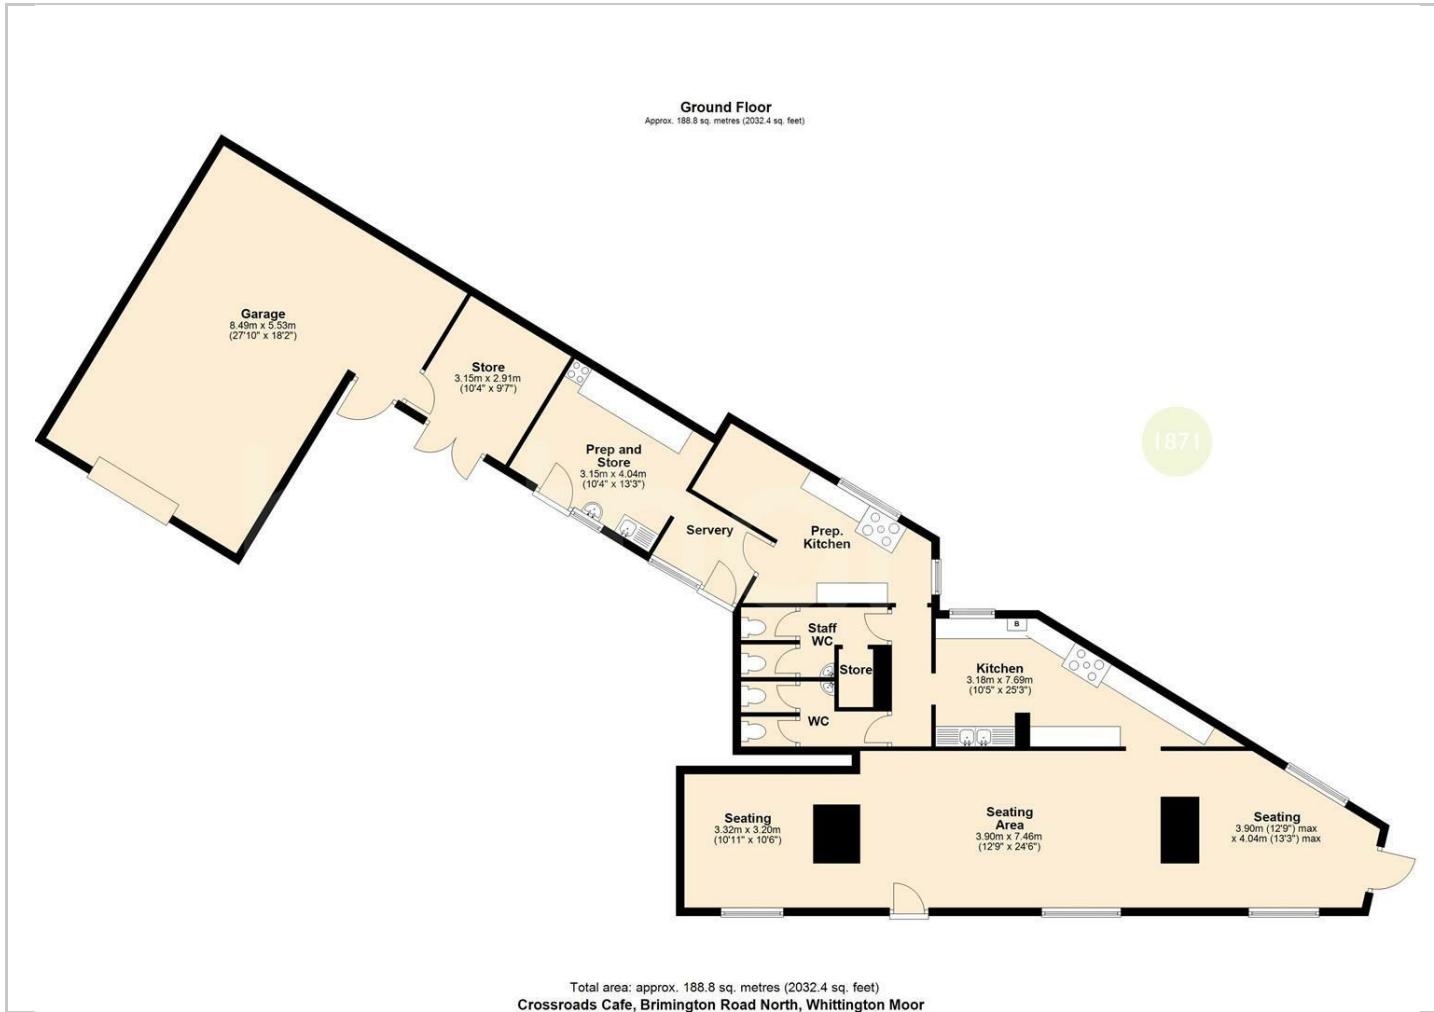 Ground Floor
Approx. 188.8 sq. metres (2032.4 sq. feet)
Garage
8.49m x 5.53m
(27'10" x 18'2")
Store
3.15m x 2.91m
(10'4" x 9'7")
Prep and
Store
3.15m x 4.04m
(10'4" x 13'3")
1871
Servery
Prep.
Kitchen
Staff
WC
B
Store
Kitchen
3.18m x 7.69m
(10'5" x 25'3")
WC
Seating
3.32m x 3.20m
(10'11" x 10'6")
Seating
Area
3.90m x 7.46m
(12'9" x 24'6")
Seating
3.90m (12'9") max
x 4.04m (13'3") max
Total area: approx. 188.8 sq. metres (2032.4 sq. feet)
Crossroads Cafe, Brimington Road North, Whittington Moor